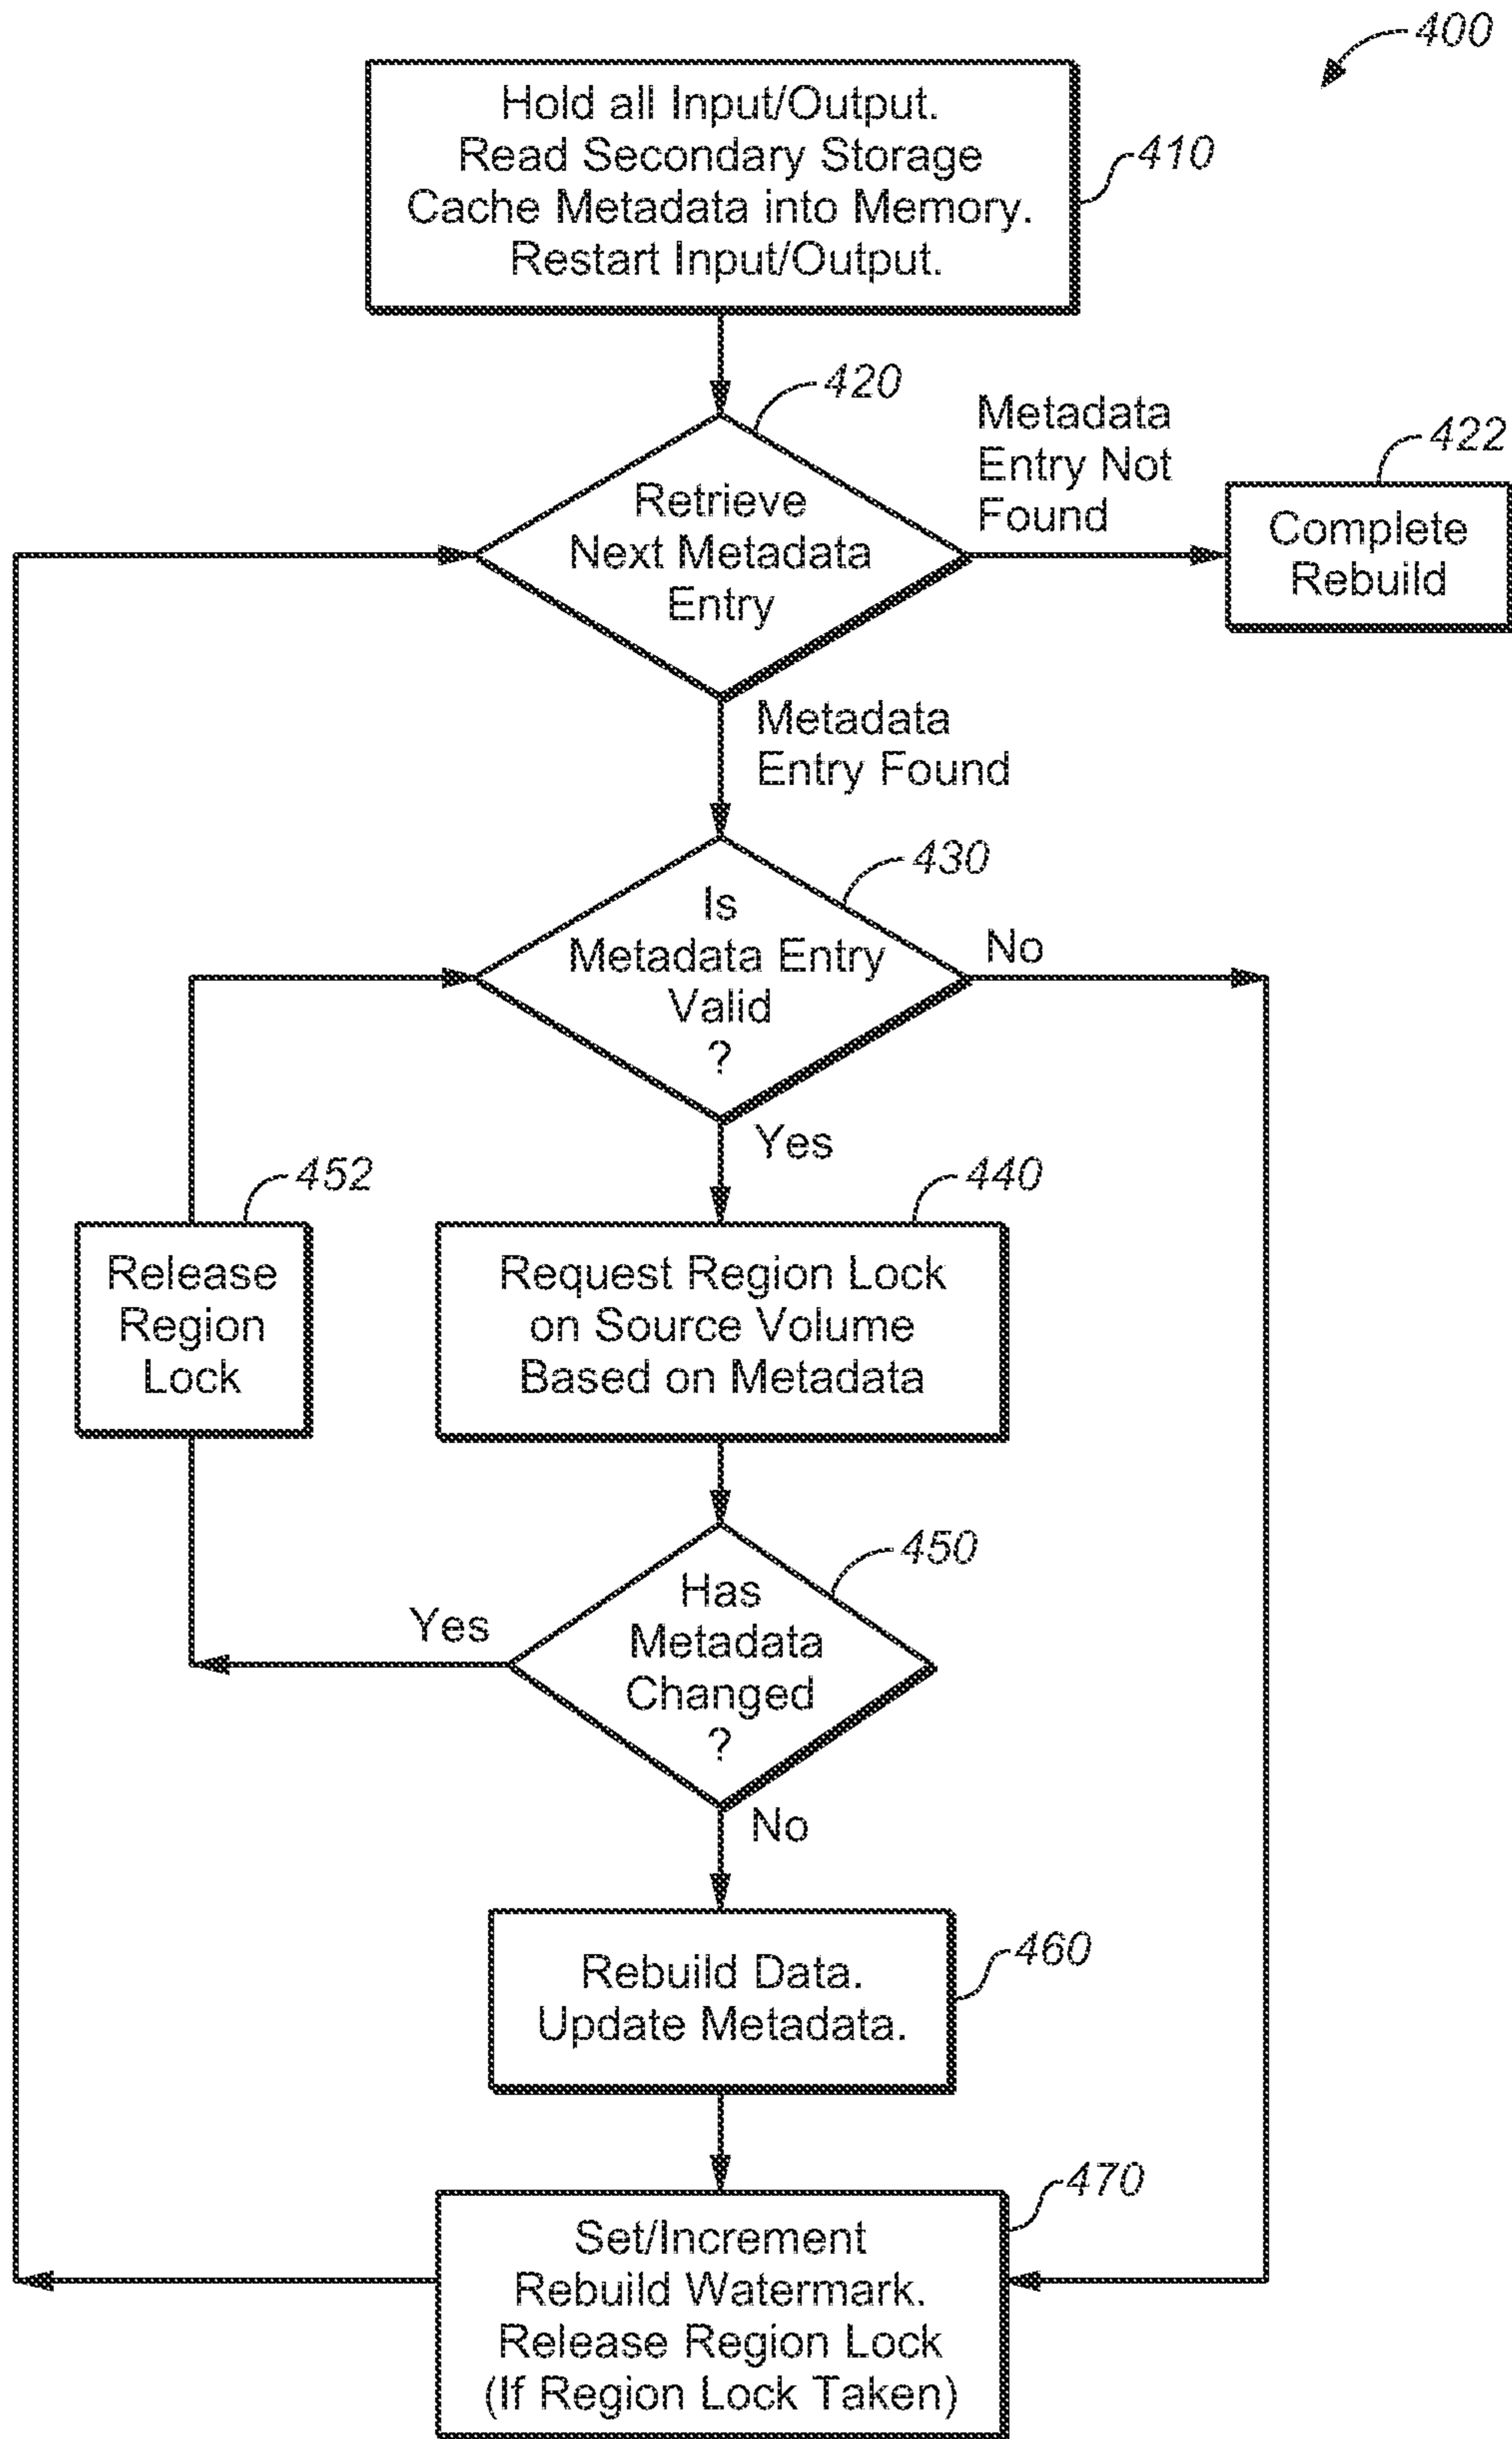 400
Hold all Input/Output.
Read Secondary Storage
Cache Metadata into Memory.
Restart Input/Output.
410
420
Retrieve
Next Metadata
Entry
Metadata
Entry Not
Found
422
Complete
Rebuild
Metadata
Entry Found
430
Is
Metadata Entry
Valid
?
No
Yes
452
Release
Region
Lock
440
Request Region Lock
on Source Volume
Based on Metadata
450
Has
Metadata
Changed
?
Yes
No
460
Rebuild Data.
Update Metadata.
470
Set/Increment
Rebuild Watermark.
Release Region Lock
(If Region Lock Taken)